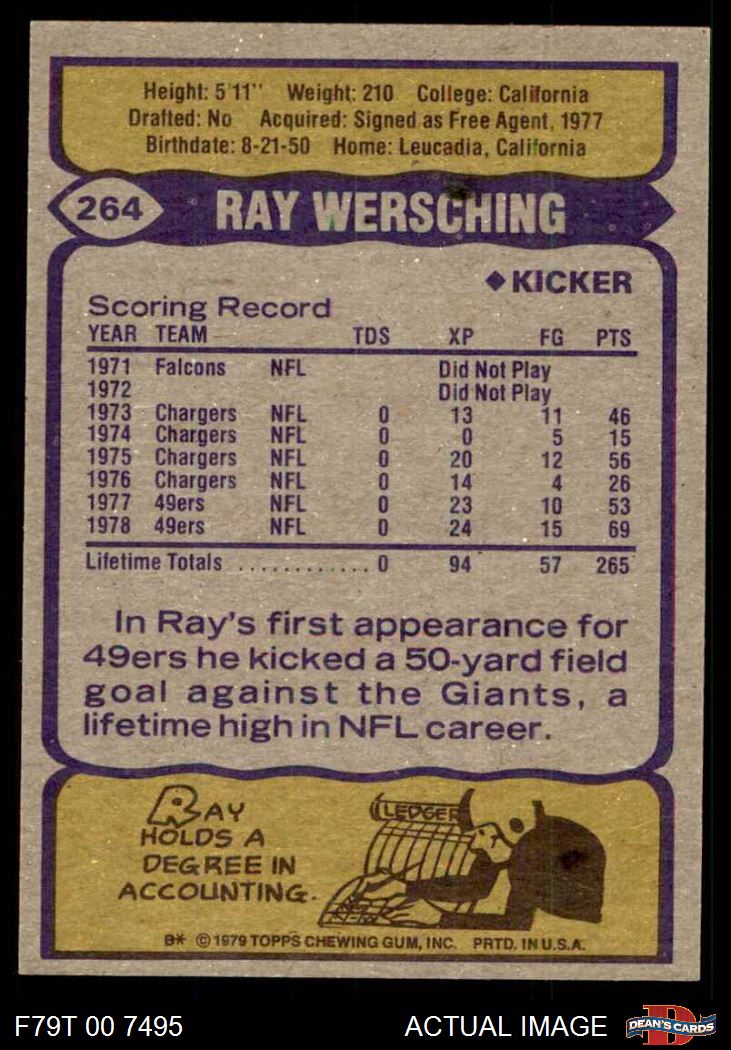 Height: 5'11" Weight: 210 College: California
Drafted: No Acquired: Signed as Free Agent, 1977
Birthdate: 8-21-50 Home: Leucadia, California
264 RAY WERSCHING
◆ KICKER
Scoring Record
YEAR TEAM TDS XP FG PTS
1971 Falcons NFL Did Not Play
1972 Did Not Play
1973 Chargers NFL 0 13 11 46
1974 Chargers NFL 0 0 5 15
1975 Chargers NFL 0 20 12 56
1976 Chargers NFL 0 14 4 26
1977 49ers NFL 0 23 10 53
1978 49ers NFL 0 24 15 69
Lifetime Totals ............ 0 94 57 265
In Ray's first appearance for
49ers he kicked a 50-yard field
goal against the Giants, a
lifetime high in NFL career.
RAY
HOLDS A
DEGREE IN
ACCOUNTING.
LEDGER
B* © 1979 TOPPS CHEWING GUM, INC. PRTD. IN U.S.A.
F79T 00 7495 ACTUAL IMAGE
D
DEAN'S CARDS